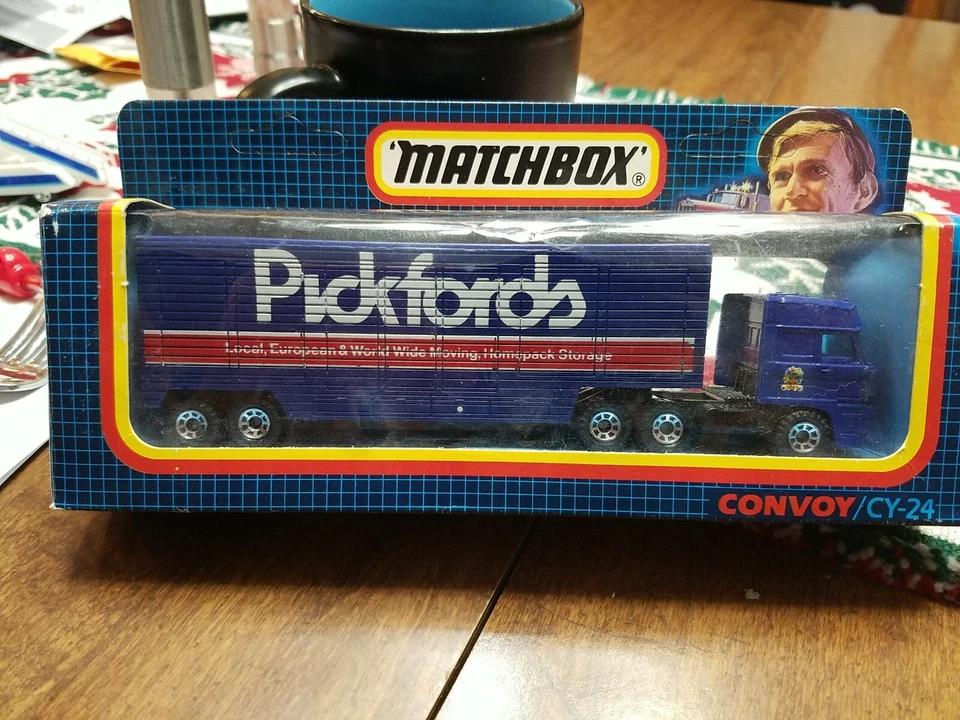 'MATCHBOX'®
Pickfords
Local, European & World Wide Moving, Homepack Storage
CONVOY/CY-24